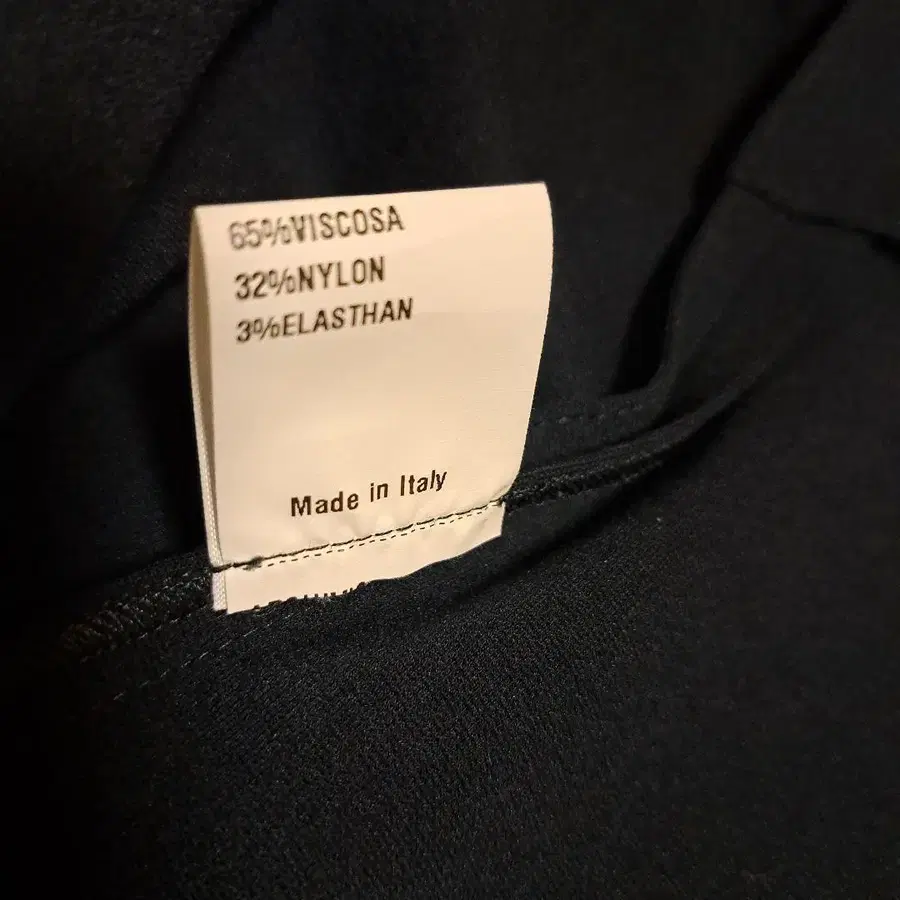 65%VISCOSA
32%NYLON
3%ELASTHAN
Made in Italy